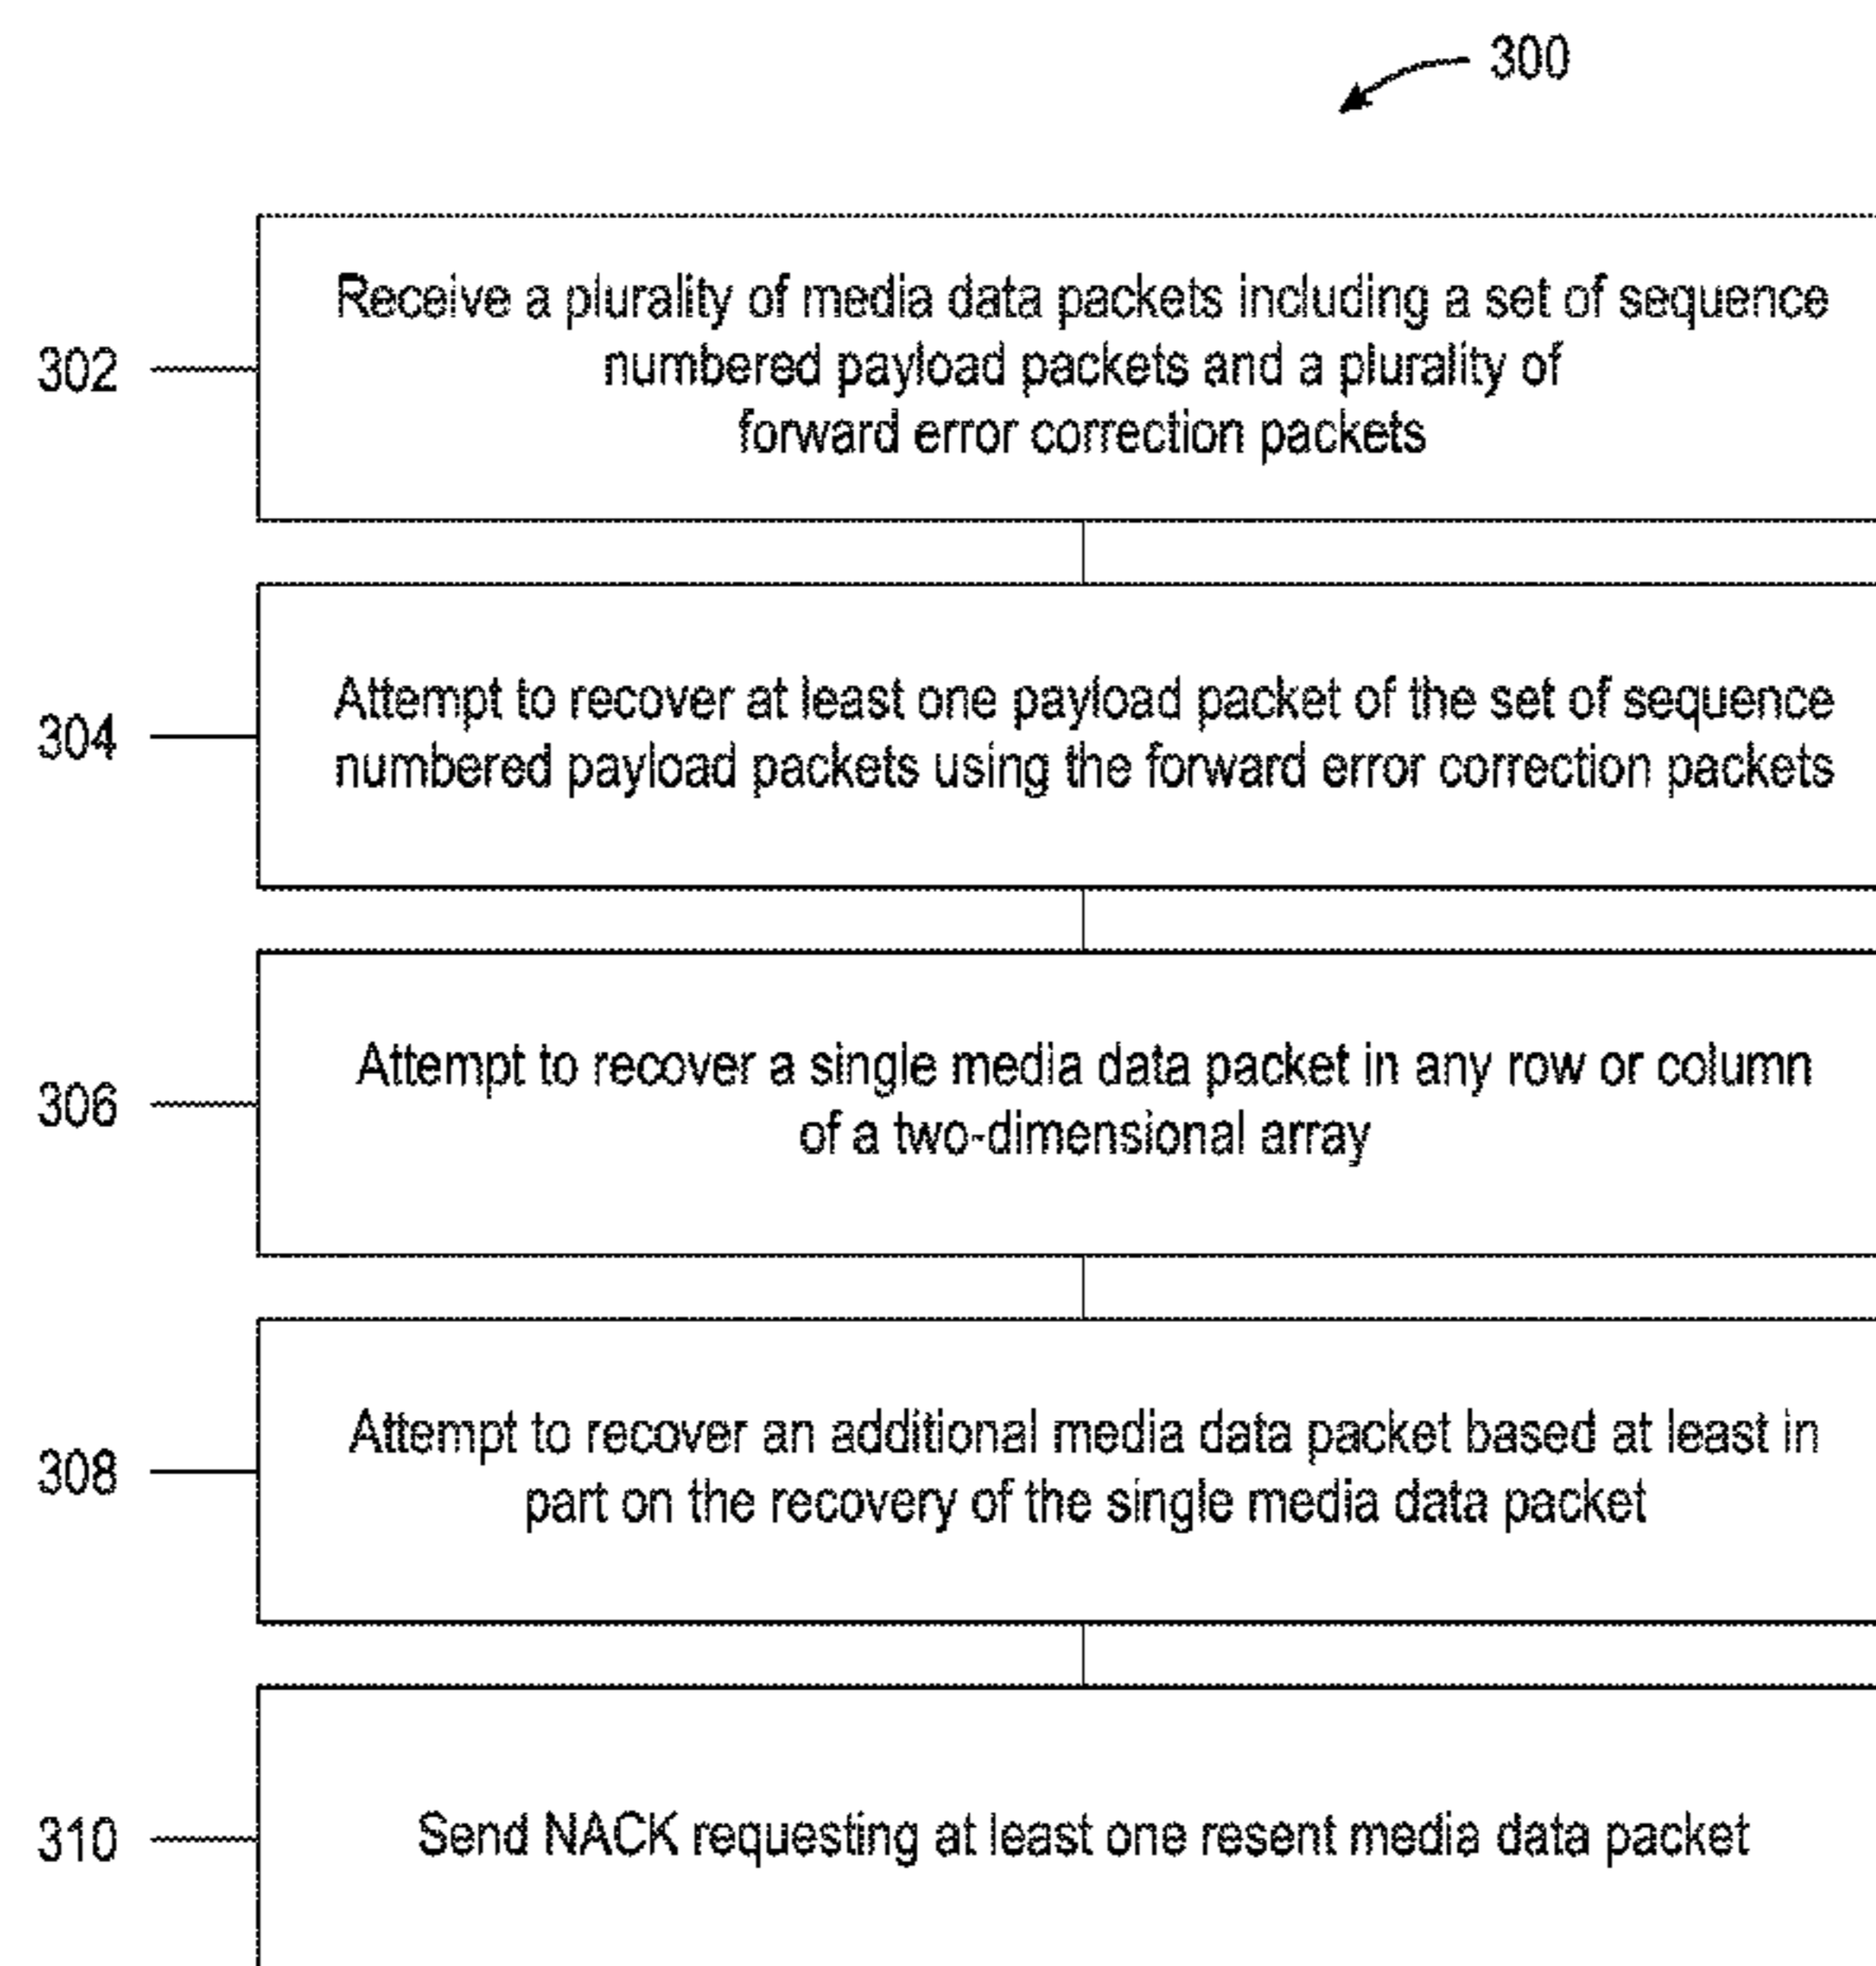 300
302
Receive a plurality of media data packets including a set of sequence
numbered payload packets and a plurality of
forward error correction packets
304
Attempt to recover at least one payload packet of the set of sequence
numbered payload packets using the forward error correction packets
306
Attempt to recover a single media data packet in any row or column
of a two-dimensional array
308
Attempt to recover an additional media data packet based at least in
part on the recovery of the single media data packet
310
Send NACK requesting at least one resent media data packet